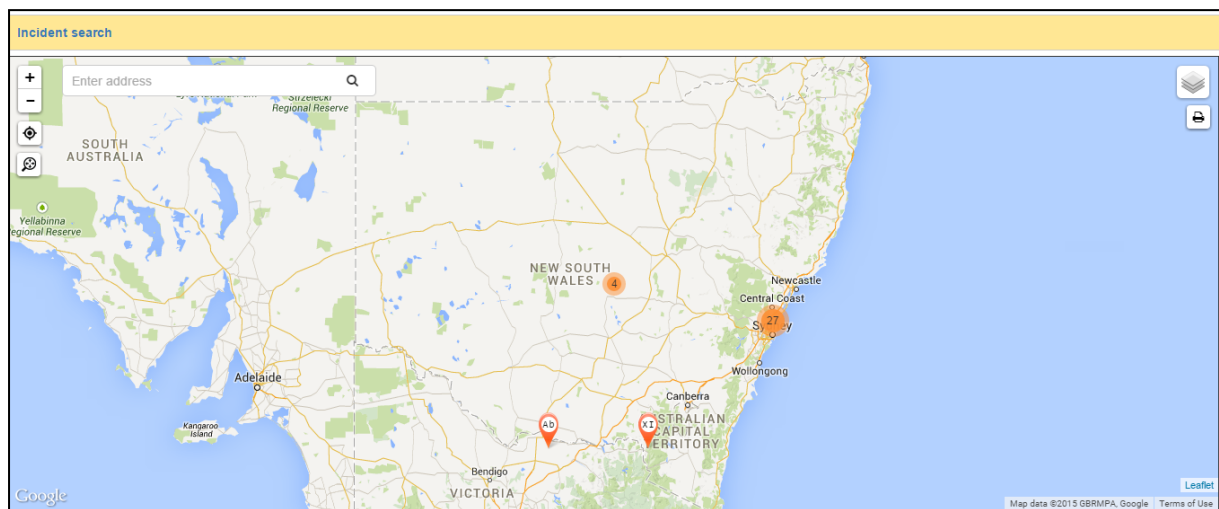 Incident search
+
Enter address
-
Strzelecki
Regional Reserve
SOUTH
AUSTRALIA
Yellabinna
Regional Reserve
NEW SOUTH
WALES
4
Newcastle
Central Coast
27
Sydney
Wollongong
Adelaide
Canberra
Kangaroo
Island
Ab
XI
AUSTRALIAN
CAPITAL
TERRITORY
Bendigo
VICTORIA
Google
Leaflet
Map data ©2015 GBRMPA, Google
Terms of Use